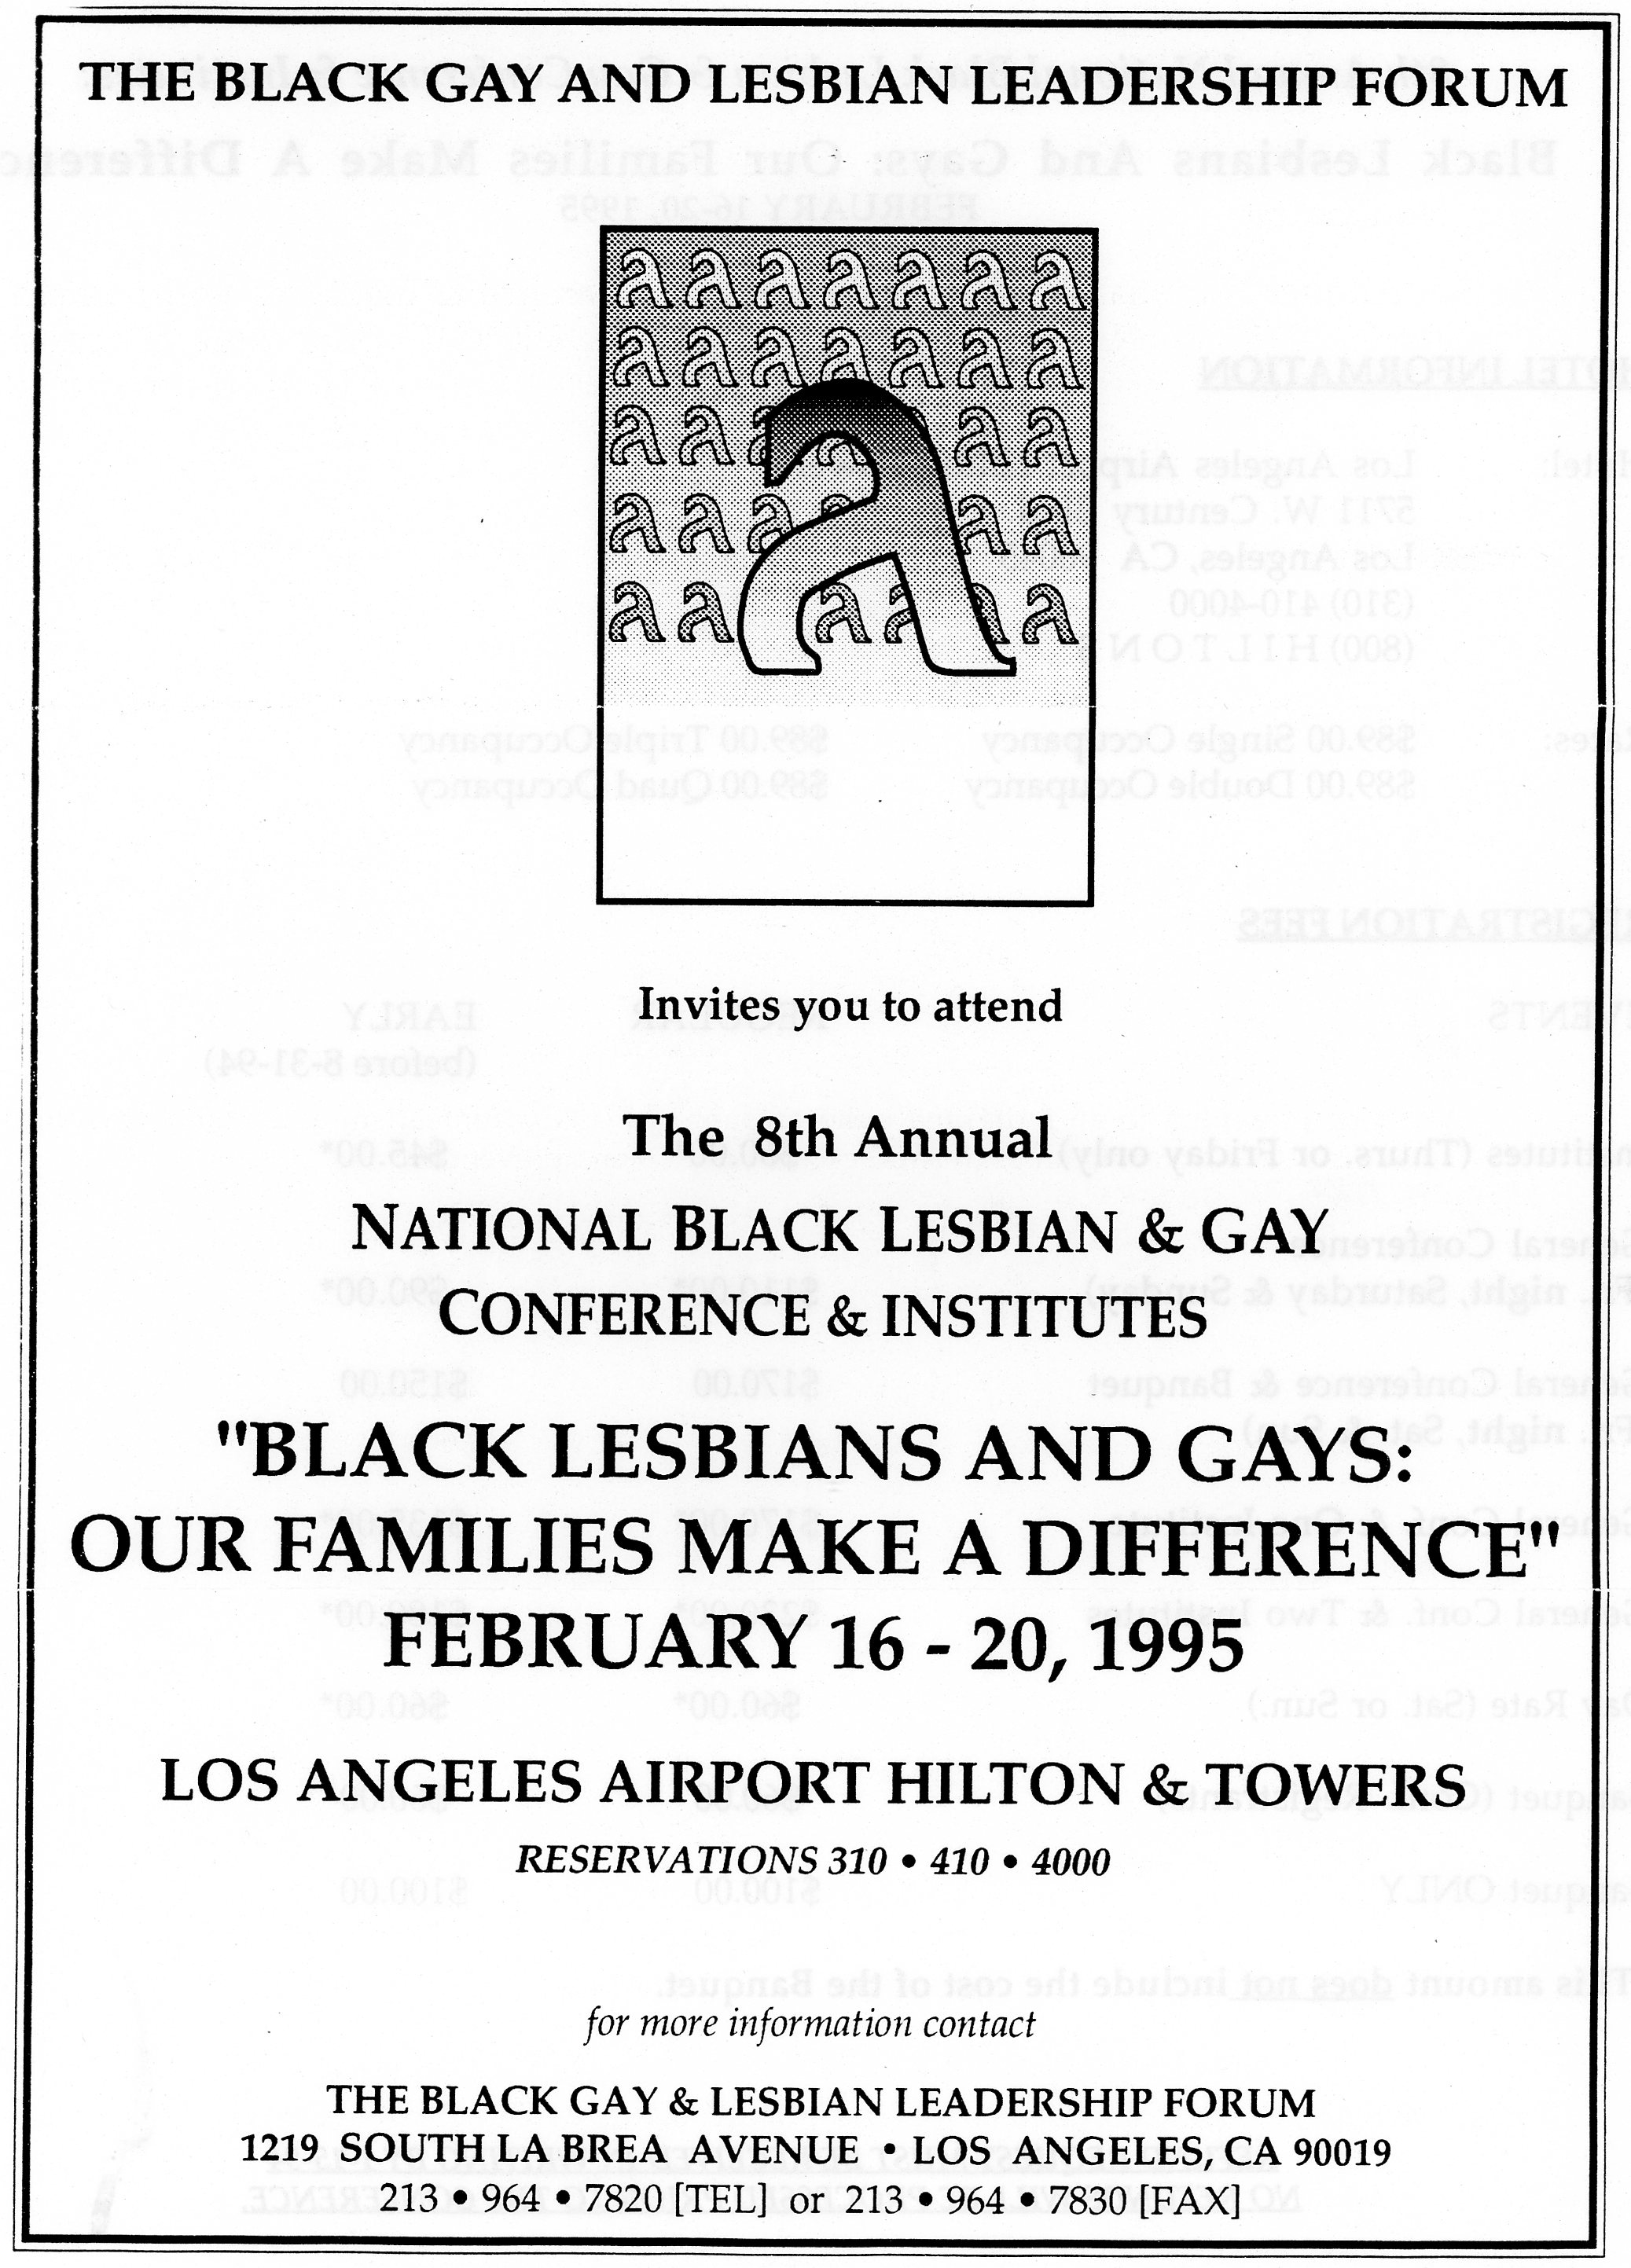 THE BLACK GAY AND LESBIAN LEADERSHIP FORUM
a a a a a a a
a a a a a a a
a a a a a
a a a a a
a a a a a a
a
Invites you to attend
The 8th Annual
NATIONAL BLACK LESBIAN & GAY
CONFERENCE & INSTITUTES
"BLACK LESBIANS AND GAYS:
OUR FAMILIES MAKE A DIFFERENCE"
FEBRUARY 16 - 20, 1995
LOS ANGELES AIRPORT HILTON & TOWERS
RESERVATIONS 310 • 410 • 4000
for more information contact
THE BLACK GAY & LESBIAN LEADERSHIP FORUM
1219 SOUTH LA BREA AVENUE • LOS ANGELES, CA 90019
213 • 964 • 7820 [TEL] or 213 • 964 • 7830 [FAX]